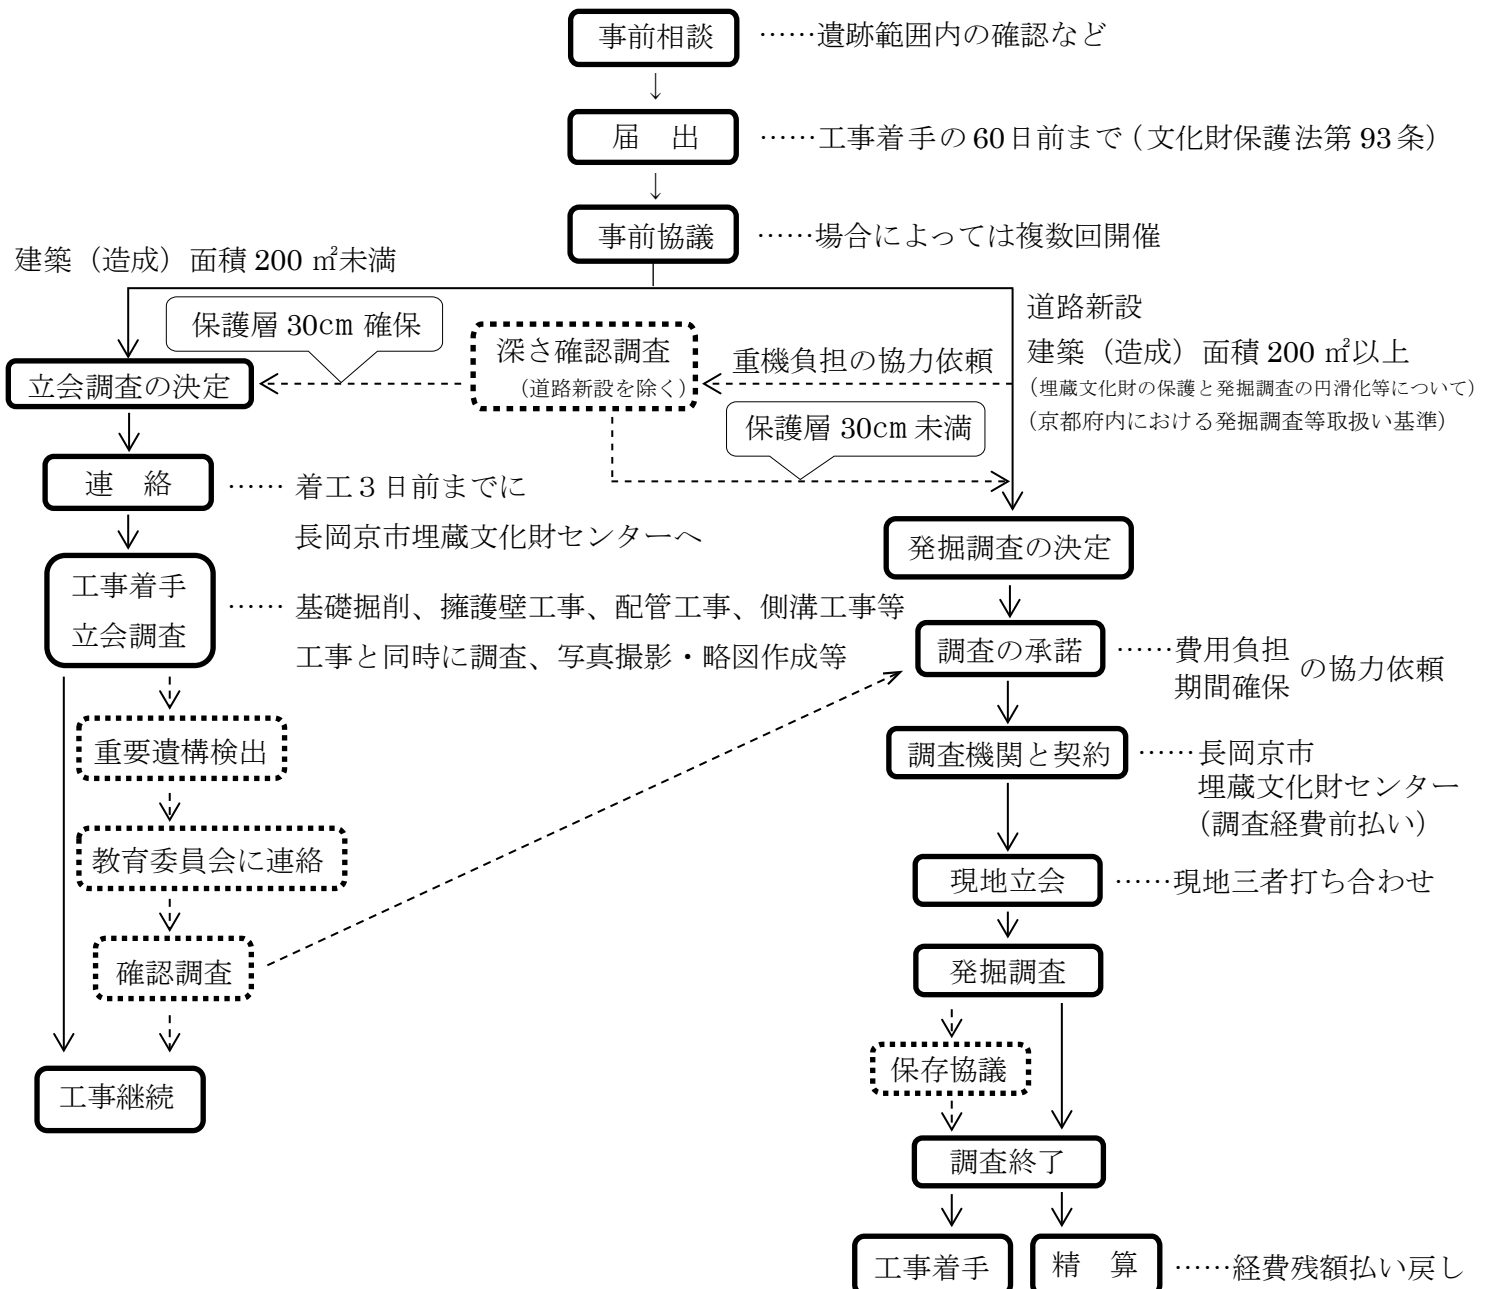 事前相談 ……遺跡範囲内の確認など
↓
届　出 ……工事着手の60日前まで（文化財保護法第93条）
↓
事前協議 ……場合によっては複数回開催
建築（造成）面積200㎡未満
保護層30cm確保
立会調査の決定
深さ確認調査
（道路新設を除く）
重機負担の協力依頼
保護層30cm未満
道路新設
建築（造成）面積200㎡以上
（埋蔵文化財の保護と発掘調査の円滑化等について）
（京都府内における発掘調査等取扱い基準）
連　絡 …… 着工３日前までに
長岡京市埋蔵文化財センターへ
工事着手
立会調査
…… 基礎掘削、擁護壁工事、配管工事、側溝工事等
工事と同時に調査、写真撮影・略図作成等
重要遺構検出
教育委員会に連絡
確認調査
工事継続
発掘調査の決定
調査の承諾 ……費用負担
期間確保
の協力依頼
調査機関と契約 ……長岡京市
埋蔵文化財センター
（調査経費前払い）
現地立会 ……現地三者打ち合わせ
発掘調査
保存協議
調査終了
工事着手
精　算 ……経費残額払い戻し